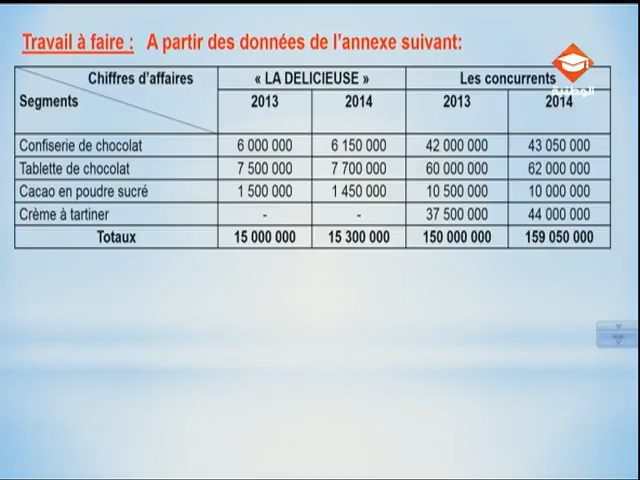 Travail à faire : A partir des données de l'annexe suivant:
Chiffres d'affaires « LA DELICIEUSE » Les concurrents
Segments 2013 2014 2013 2014
Confiserie de chocolat 6 000 000 6 150 000 42 000 000 43 050 000
Tablette de chocolat 7 500 000 7 700 000 60 000 000 62 000 000
Cacao en poudre sucré 1 500 000 1 450 000 10 500 000 10 000 000
Crème à tartiner - - 37 500 000 44 000 000
Totaux 15 000 000 15 300 000 150 000 000 159 050 000
الوطنية